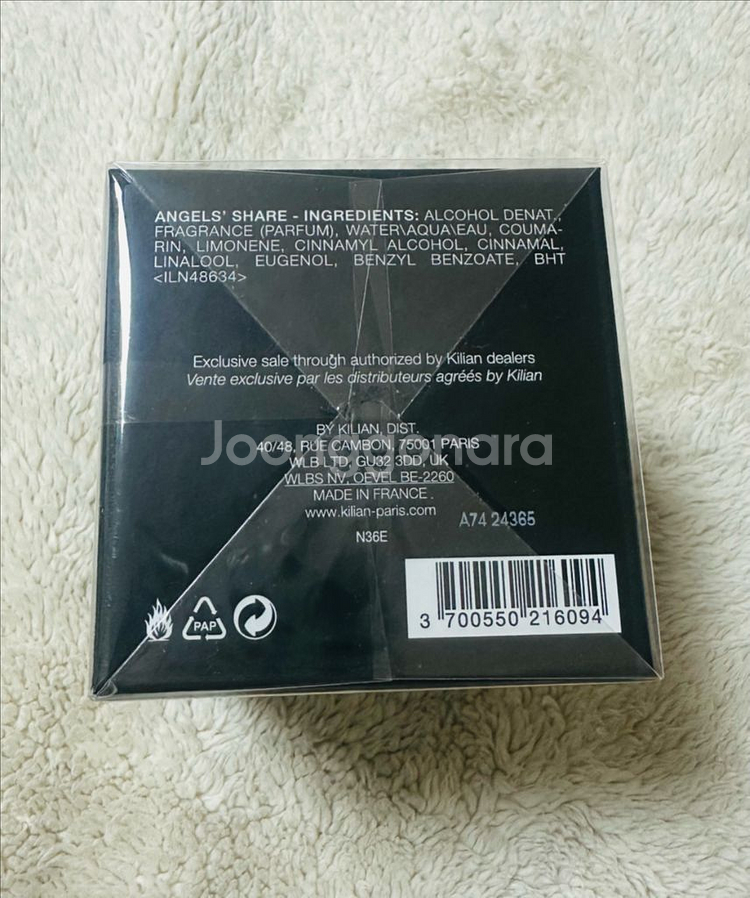 ANGELS' SHARE - INGREDIENTS: ALCOHOL DENAT.,
FRAGRANCE (PARFUM), WATER\AQUA\EAU, COUMA-
RIN, LIMONENE, CINNAMYL ALCOHOL, CINNAMAL,
LINALOOL, EUGENOL, BENZYL BENZOATE, BHT
<ILN48634>
Exclusive sale through authorized by Kilian dealers
Vente exclusive par les distributeurs agréés by Kilian
BY KILIAN, DIST.
40/48, RUE CAMBON, 75001 PARIS
Joonggonara
WLB LTD, GU32 3DD, UK
WLBS NV, OEVEL BE-2260
MADE IN FRANCE
www.kilian-paris.com
A74 24365
N36E
PAP
3 700550 216094